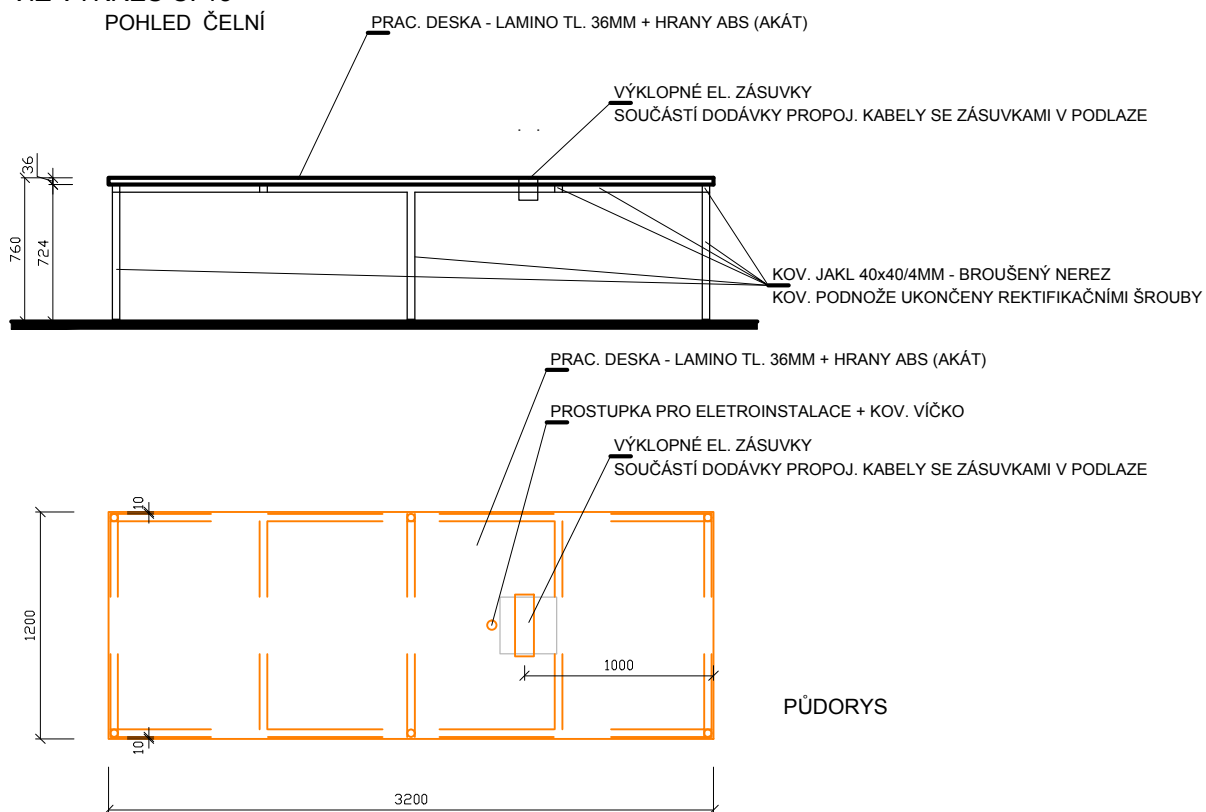 POHLED ČELNÍ
PRAC. DESKA - LAMINO TL. 36MM + HRANY ABS (AKÁT)
VÝKLOPNÉ EL. ZÁSUVKY
SOUČÁSTÍ DODÁVKY PROPOJ. KABELY SE ZÁSUVKAMI V PODLAZE
36
760
724
KOV. JAKL 40x40/4MM - BROUŠENÝ NEREZ
KOV. PODNOŽE UKONČENY REKTIFIKAČNÍMI ŠROUBY
PRAC. DESKA - LAMINO TL. 36MM + HRANY ABS (AKÁT)
PROSTUPKA PRO ELETROINSTALACE + KOV. VÍČKO
VÝKLOPNÉ EL. ZÁSUVKY
SOUČÁSTÍ DODÁVKY PROPOJ. KABELY SE ZÁSUVKAMI V PODLAZE
10
1200
1000
PŮDORYS
10
3200